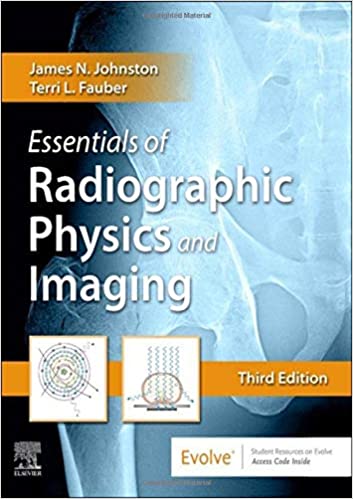 James N. Johnston
Terri L. Fauber
Essentials of
Radiographic
Physics and
Imaging
Third Edition
ELSEVIER
Evolve®
Student Resources on Evolve
Access Code Inside